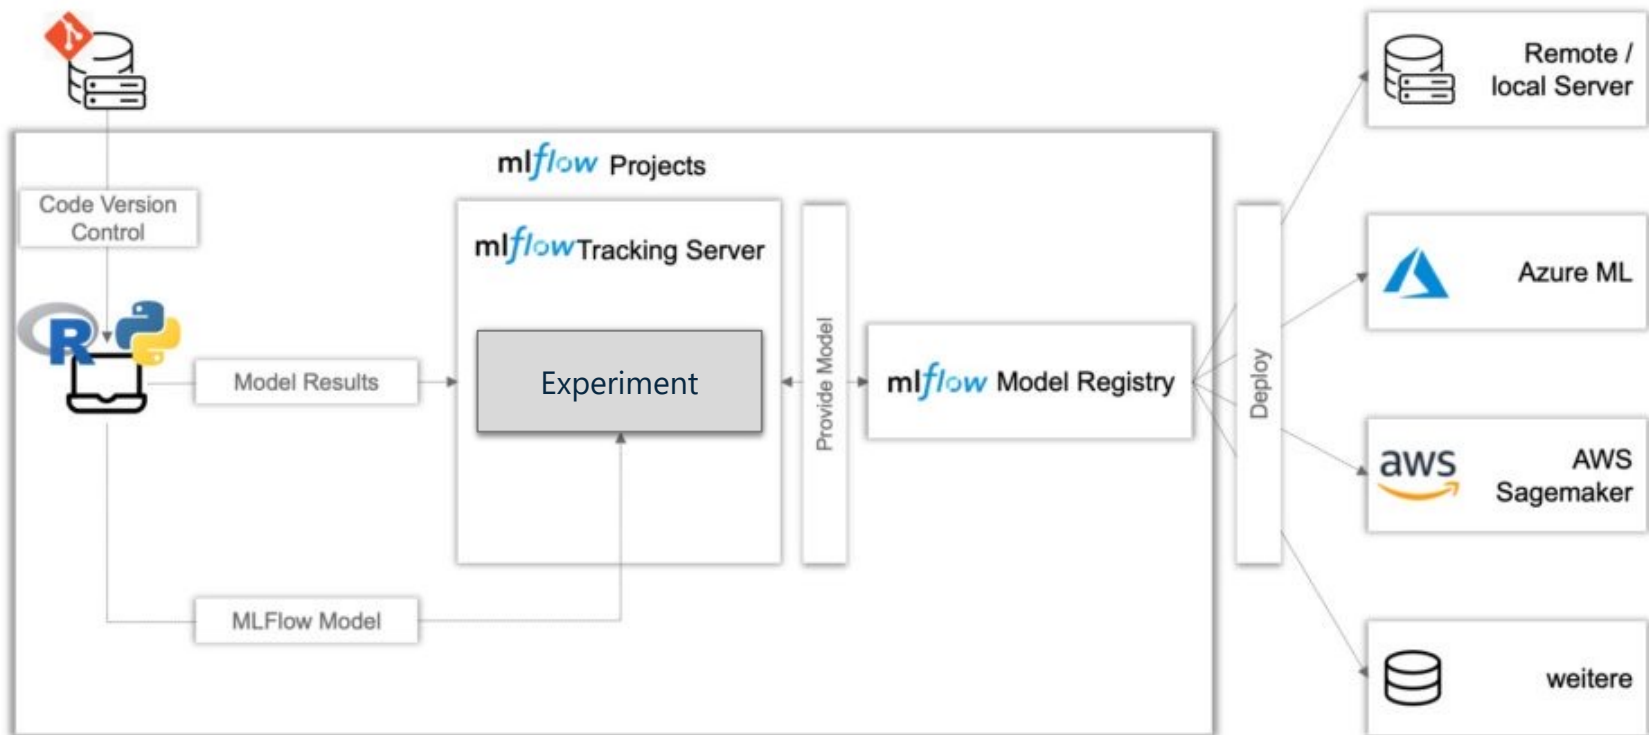 mlflow Projects
Code Version
Control
mlflow Tracking Server
R
Model Results
Experiment
Provide Model
mlflow Model Registry
MLFlow Model
Deploy
Remote /
local Server
Azure ML
aws
AWS
Sagemaker
weitere